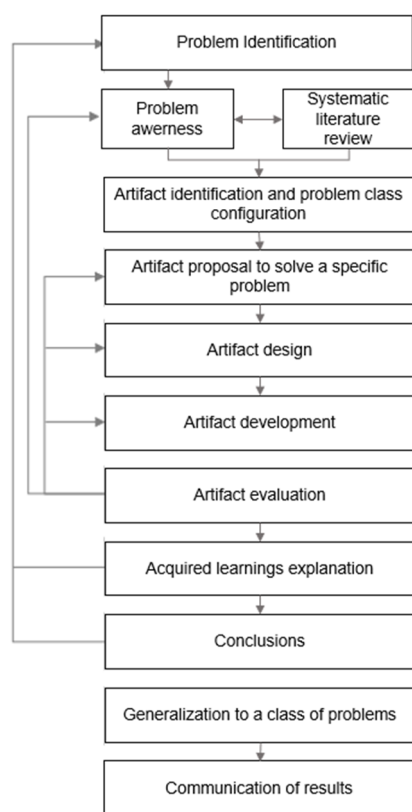 Problem Identification
Problem
awerness
Systematic
literature
review
Artifact identification and problem class
configuration
Artifact proposal to solve a specific
problem
Artifact design
Artifact development
Artifact evaluation
Acquired learnings explanation
Conclusions
Generalization to a class of problems
Communication of results